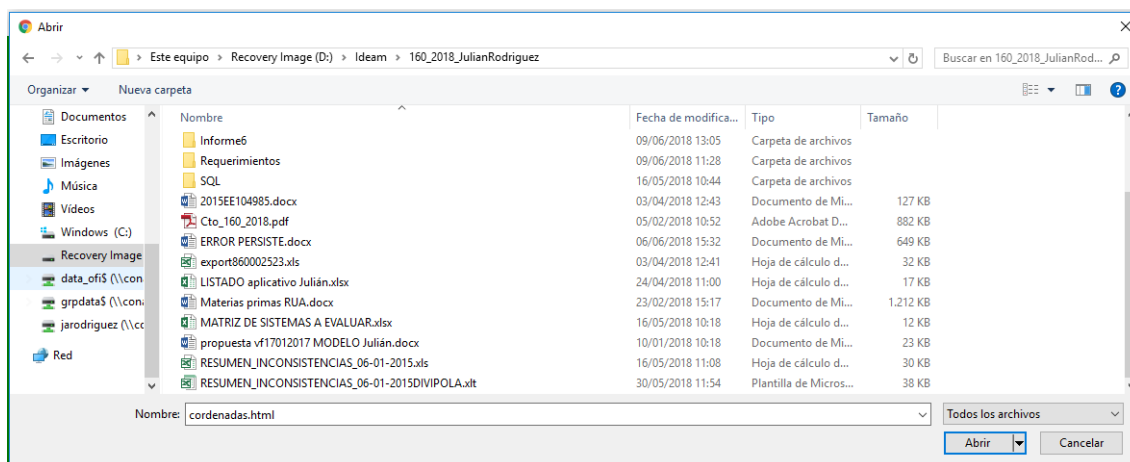 Abrir
Este equipo > Recovery Image (D:) > Ideam > 160_2018_JulianRodriguez
Buscar en 160_2018_JulianRod...
Organizar Nueva carpeta
Documentos
Escritorio
Imágenes
Música
Vídeos
Windows (C:)
Recovery Image
data_ofi$ (\\con
grpdata$ (\\con
jarodriguez (\\cc
Red
Nombre Fecha de modifica... Tipo Tamaño
Informe6 09/06/2018 13:05 Carpeta de archivos
Requerimientos 09/06/2018 11:28 Carpeta de archivos
SQL 16/05/2018 10:44 Carpeta de archivos
2015EE104985.docx 03/04/2018 12:43 Documento de Mi... 127 KB
Cto_160_2018.pdf 05/02/2018 10:52 Adobe Acrobat D... 882 KB
ERROR PERSISTE.docx 06/06/2018 15:32 Documento de Mi... 649 KB
export860002523.xls 03/04/2018 12:41 Hoja de cálculo d... 32 KB
LISTADO aplicativo Julián.xlsx 24/04/2018 11:00 Hoja de cálculo d... 17 KB
Materias primas RUA.docx 23/02/2018 15:17 Documento de Mi... 1.212 KB
MATRIZ DE SISTEMAS A EVALUAR.xlsx 16/05/2018 10:18 Hoja de cálculo d... 12 KB
propuesta vf17012017 MODELO Julián.docx 10/01/2018 10:18 Documento de Mi... 23 KB
RESUMEN_INCONSISTENCIAS_06-01-2015.xls 16/05/2018 11:08 Hoja de cálculo d... 30 KB
RESUMEN_INCONSISTENCIAS_06-01-2015DIVIPOLA.xlt 30/05/2018 11:54 Plantilla de Micros... 38 KB
Nombre: cordenadas.html Todos los archivos
Abrir Cancelar